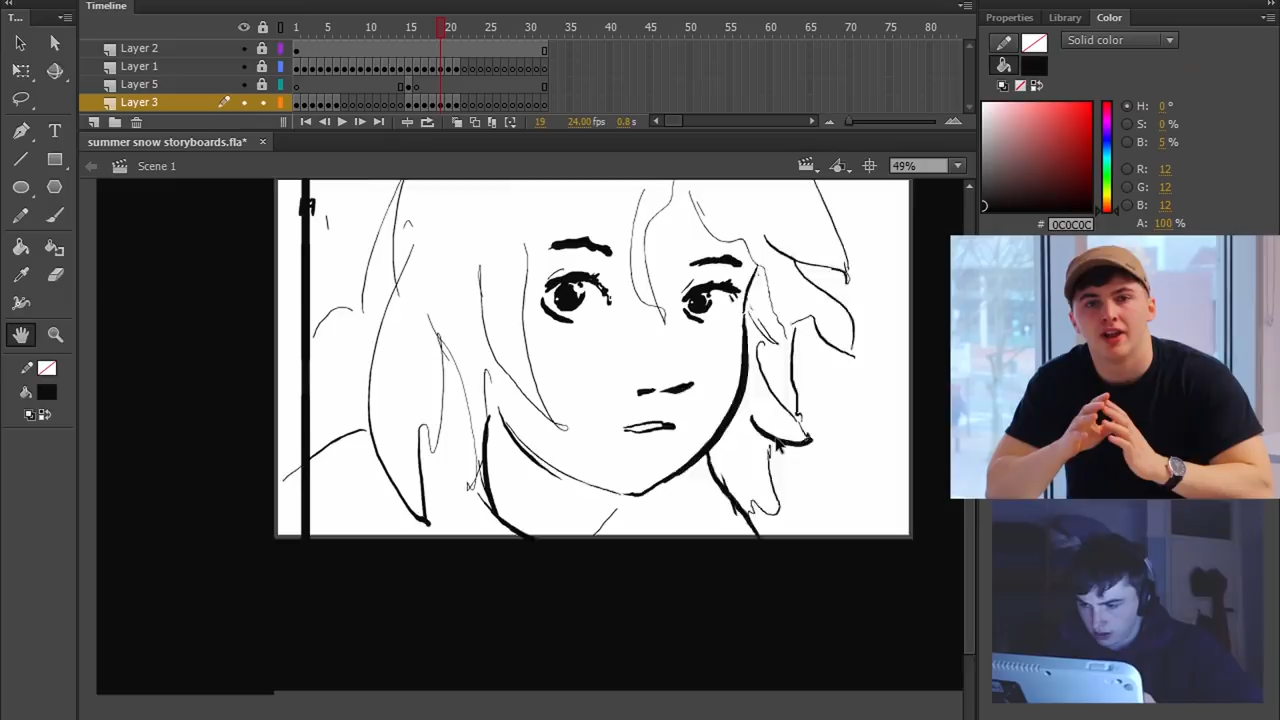 T...
Timeline
Properties
Library
Color
1 5 10 15 20 25 30 35 40 45 50 55 60 65 70 75 80
Layer 2
Layer 1
Layer 5
Layer 3
Solid color
H: 0 °
S: 0 %
B: 5 %
R: 12
G: 12
B: 12
A: 100 %
# 0C0C0C
19 24.00 fps 0.8 s
summer snow storyboards.fla*
Scene 1
49%